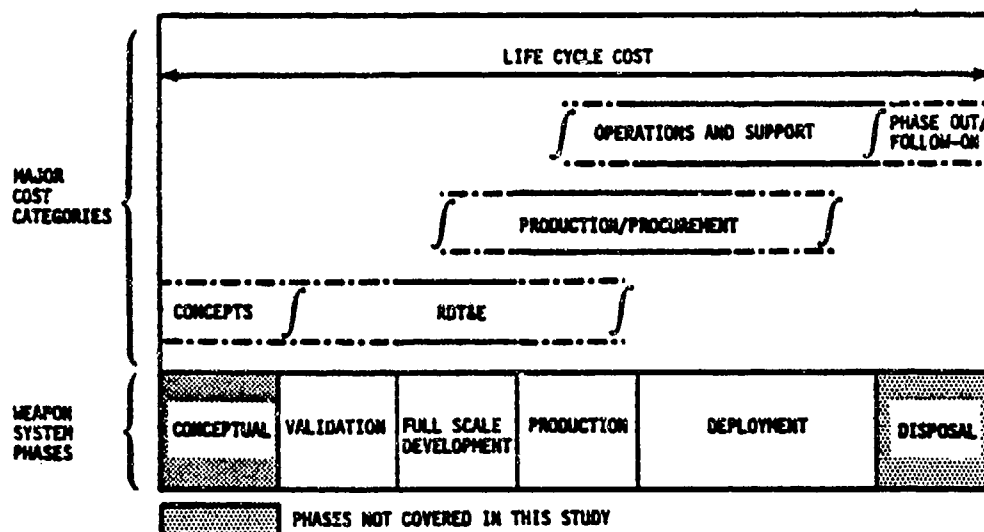 LIFE CYCLE COST
OPERATIONS AND SUPPORT
PHASE OUT/
FOLLOW-ON
MAJOR
COST
CATEGORIES
PRODUCTION/PROCUREMENT
CONCEPTS
RDT&E
WEAPON
SYSTEM
PHASES
CONCEPTUAL
VALIDATION
FULL SCALE
DEVELOPMENT
PRODUCTION
DEPLOYMENT
DISPOSAL
PHASES NOT COVERED IN THIS STUDY